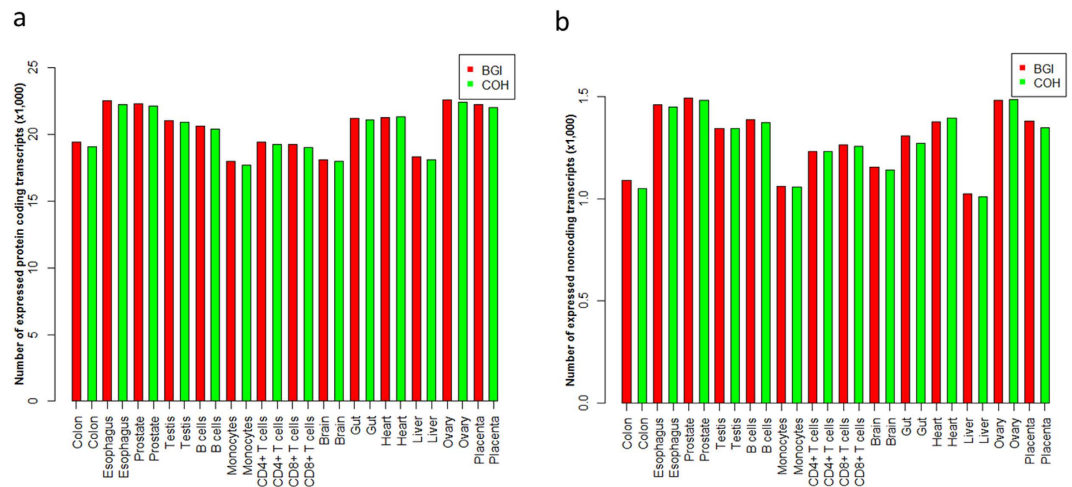 a
b
Number of expressed protein coding transcripts (x1,000)
25
20
15
10
5
0
BGI
COH
Colon
Colon
Esophagus
Esophagus
Prostate
Prostate
Testis
Testis
B cells
B cells
Monocytes
Monocytes
CD4+ T cells
CD4+ T cells
CD8+ T cells
CD8+ T cells
Brain
Brain
Gut
Gut
Heart
Heart
Liver
Liver
Ovary
Ovary
Placenta
Placenta
Number of expressed noncoding transcripts (x1,000)
1.5
1.0
0.5
0.0
BGI
COH
Colon
Colon
Esophagus
Esophagus
Prostate
Prostate
Testis
Testis
B cells
B cells
Monocytes
Monocytes
CD4+ T cells
CD4+ T cells
CD8+ T cells
CD8+ T cells
Brain
Brain
Gut
Gut
Heart
Heart
Liver
Liver
Ovary
Ovary
Placenta
Placenta